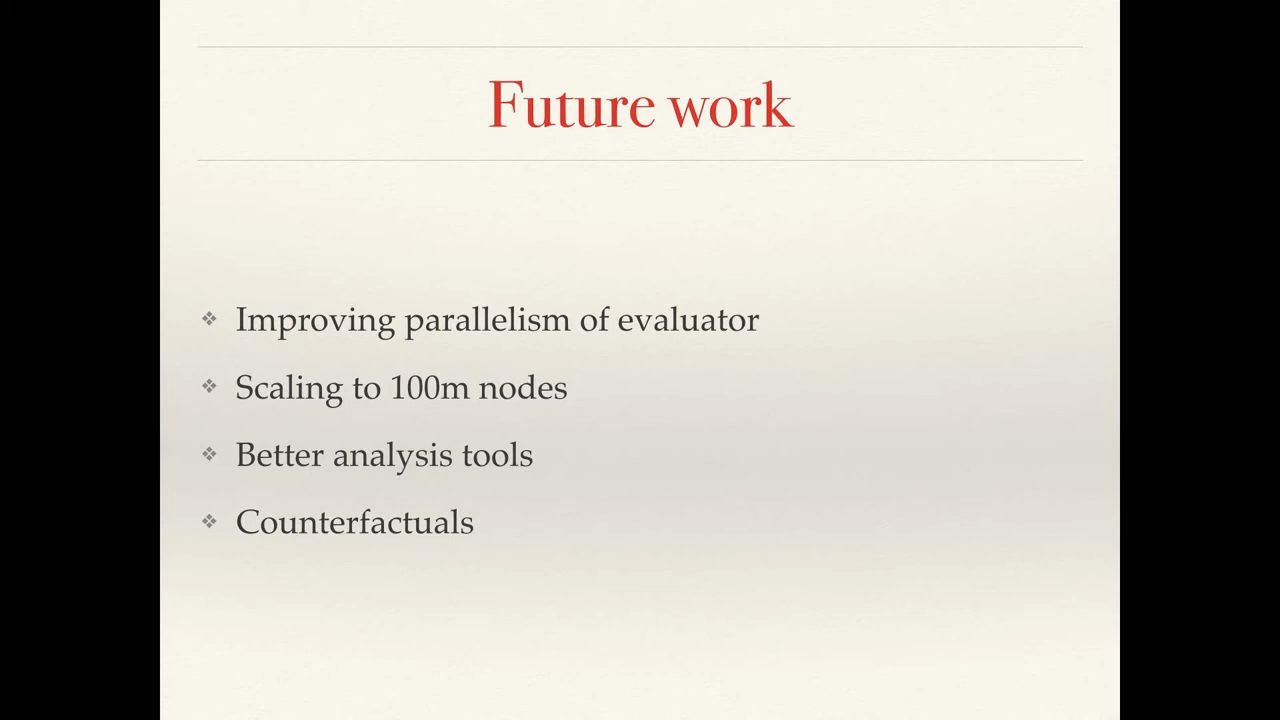 Future work
Improving parallelism of evaluator
Scaling to 100m nodes
Better analysis tools
Counterfactuals